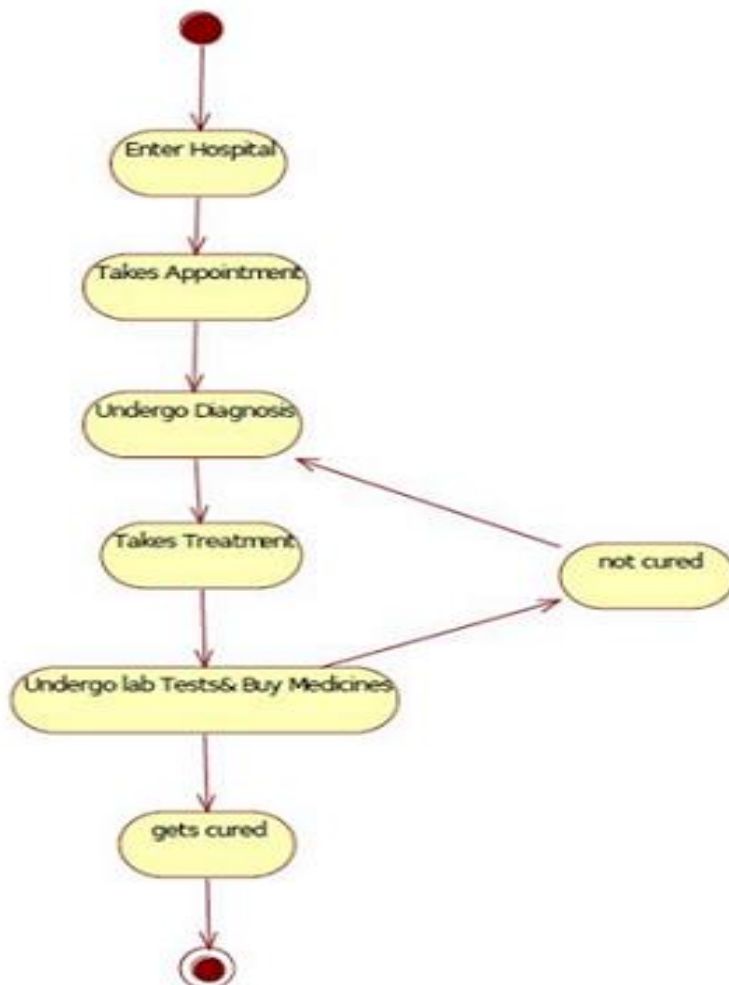 Enter Hospital
Takes Appointment
Undergo Diagnosis
Takes Treatment
not cured
Undergo lab Tests& Buy Medicines
gets cured